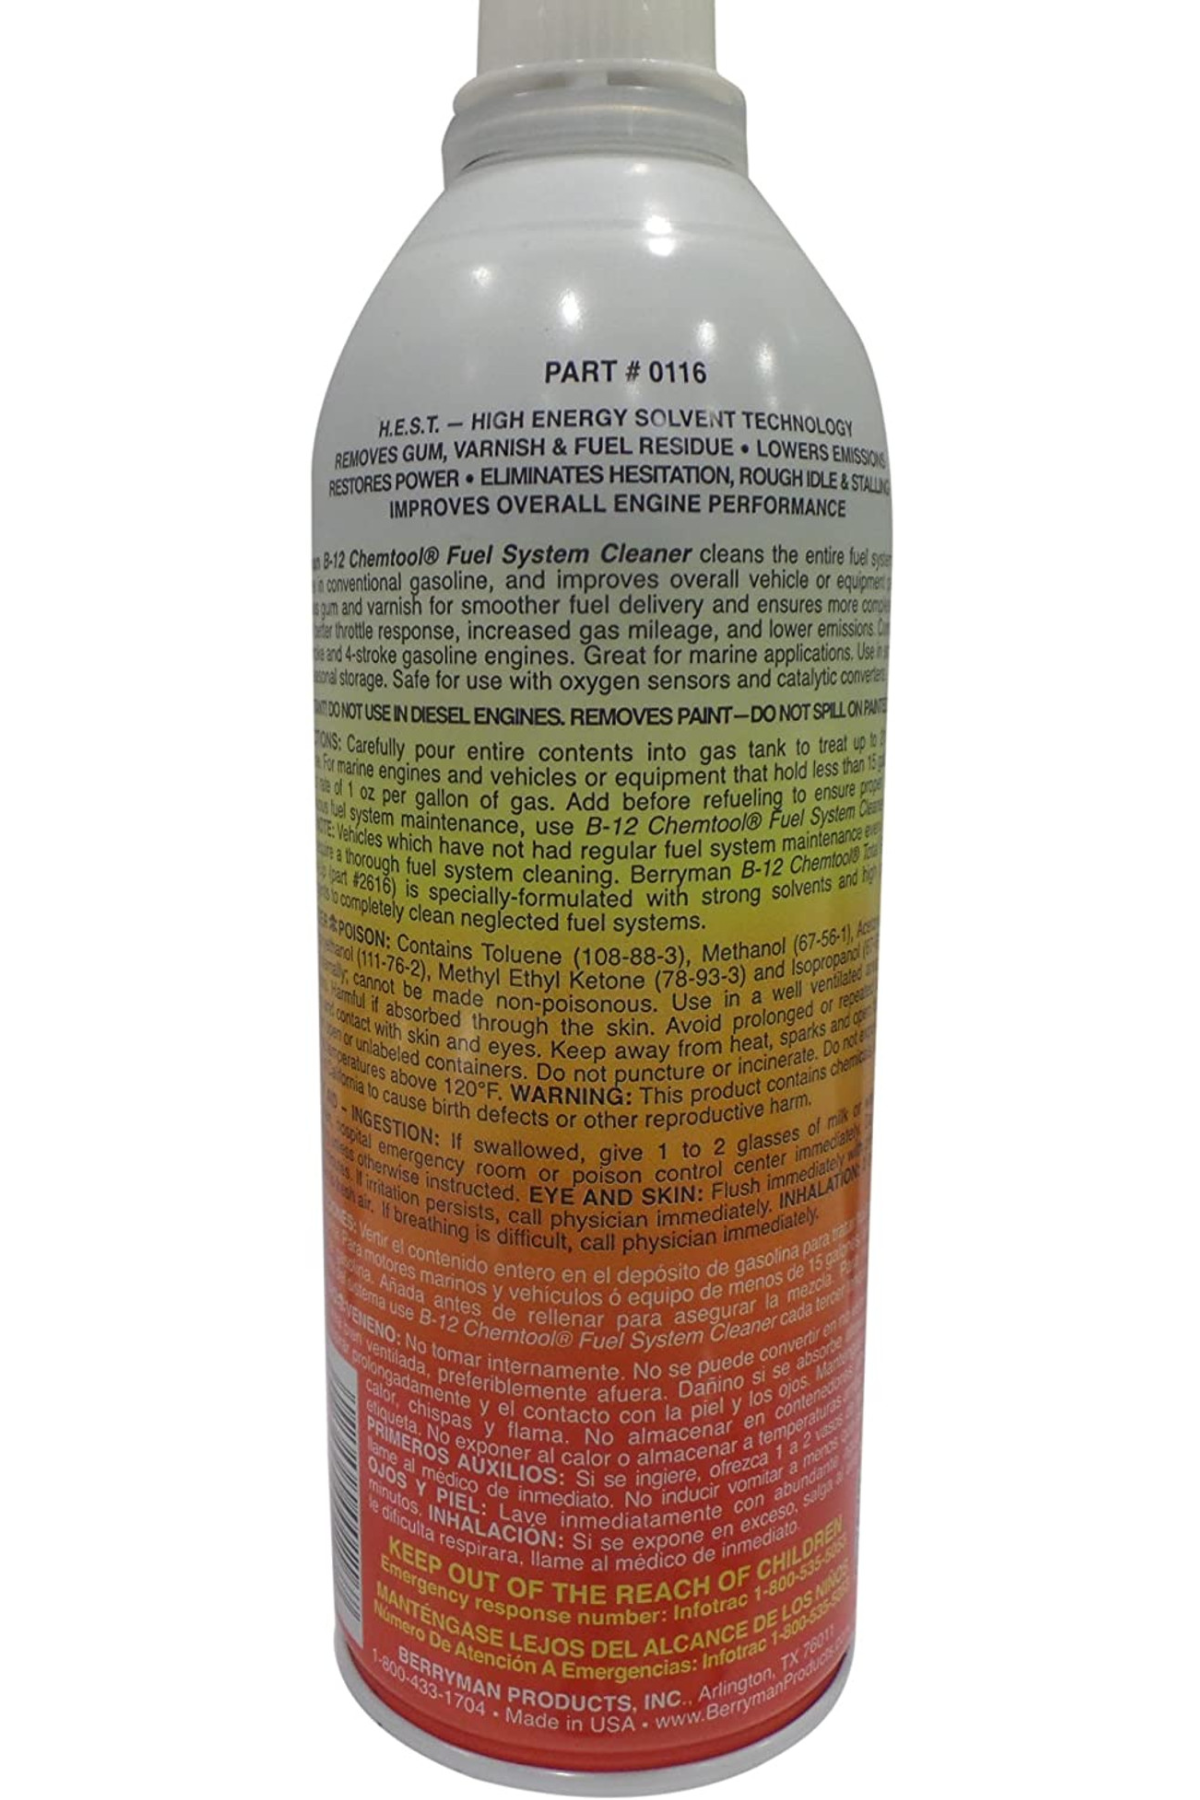 PART # 0116
H.E.S.T. — HIGH ENERGY SOLVENT TECHNOLOGY
REMOVES GUM, VARNISH & FUEL RESIDUE • LOWERS EMISSIONS
RESTORES POWER • ELIMINATES HESITATION, ROUGH IDLE & STALLING
IMPROVES OVERALL ENGINE PERFORMANCE
B-12 Chemtool® Fuel System Cleaner cleans the entire fuel
in conventional gasoline, and improves overall vehicle or equipment
gum and varnish for smoother fuel delivery and ensures more
throttle response, increased gas mileage, and lower emissions.
and 4-stroke gasoline engines. Great for marine applications. Use
storage. Safe for use with oxygen sensors and catalytic
DO NOT USE IN DIESEL ENGINES. REMOVES PAINT—DO NOT SPILL ON
Carefully pour entire contents into gas tank to treat up to
For marine engines and vehicles or equipment that hold less than 15
of 1 oz per gallon of gas. Add before refueling to ensure
fuel system maintenance, use B-12 Chemtool® Fuel System
Vehicles which have not had regular fuel system maintenance
a thorough fuel system cleaning. Berryman B-12 Chemtool® Total
(part #2616) is specially-formulated with strong solvents and high
to completely clean neglected fuel systems.
POISON: Contains Toluene (108-88-3), Methanol (67-56-1),
(111-76-2), Methyl Ethyl Ketone (78-93-3) and Isopropanol
cannot be made non-poisonous. Use in a well ventilated
Harmful if absorbed through the skin. Avoid prolonged or
contact with skin and eyes. Keep away from heat, sparks and
or unlabeled containers. Do not puncture or incinerate. Do not
above 120°F. WARNING: This product contains
to cause birth defects or other reproductive harm.
– INGESTION: If swallowed, give 1 to 2 glasses of milk or
hospital emergency room or poison control center immediately.
otherwise instructed. EYE AND SKIN: Flush immediately
If irritation persists, call physician immediately. INHALATION:
air. If breathing is difficult, call physician immediately.
Vertir el contenido entero en el depósito de gasolina para
Para motores marinos y vehículos ó equipo de menos de 15
Añada antes de rellenar para asegurar la mezcla.
use B-12 Chemtool® Fuel System Cleaner cada
VENENO: No tomar internamente. No se puede convertir en
ventilada, preferiblemente afuera. Dañino si se absorbe
prolongadamente y el contacto con la piel y los ojos.
calor, chispas y flama. No almacenar en contenedores
etiqueta. No exponer al calor o almacenar a temperaturas
PRIMEROS AUXILIOS: Si se ingiere, ofrezca 1 a 2 vasos
llame al médico de inmediato. No inducir vomitar a menos
OJOS Y PIEL: Lave inmediatamente con abundante
minutos. INHALACIÓN: Si se expone en exceso, salga
le dificulta respirara, llame al médico de inmediato.
KEEP OUT OF THE REACH OF CHILDREN
Emergency response number: Infotrac 1-800-535-5053
MANTÉNGASE LEJOS DEL ALCANCE DE LOS NIÑOS
Número De Atención A Emergencias: Infotrac 1-800-535-5053
BERRYMAN PRODUCTS, INC., Arlington, TX 76011
1-800-433-1704 • Made in USA • www.BerrymanProducts.